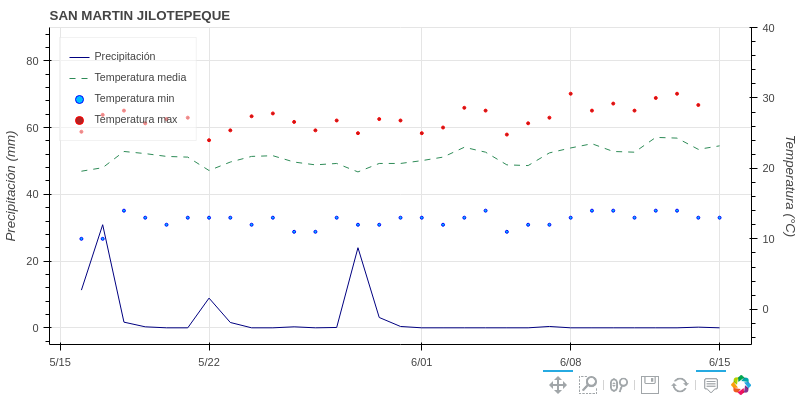 SAN MARTIN JILOTEPEQUE
Precipitación
Temperatura media
Temperatura min
Temperatura max
Precipitación (mm)
80
60
40
20
0
Temperatura (°C)
40
30
20
10
0
5/15
5/22
6/01
6/08
6/15